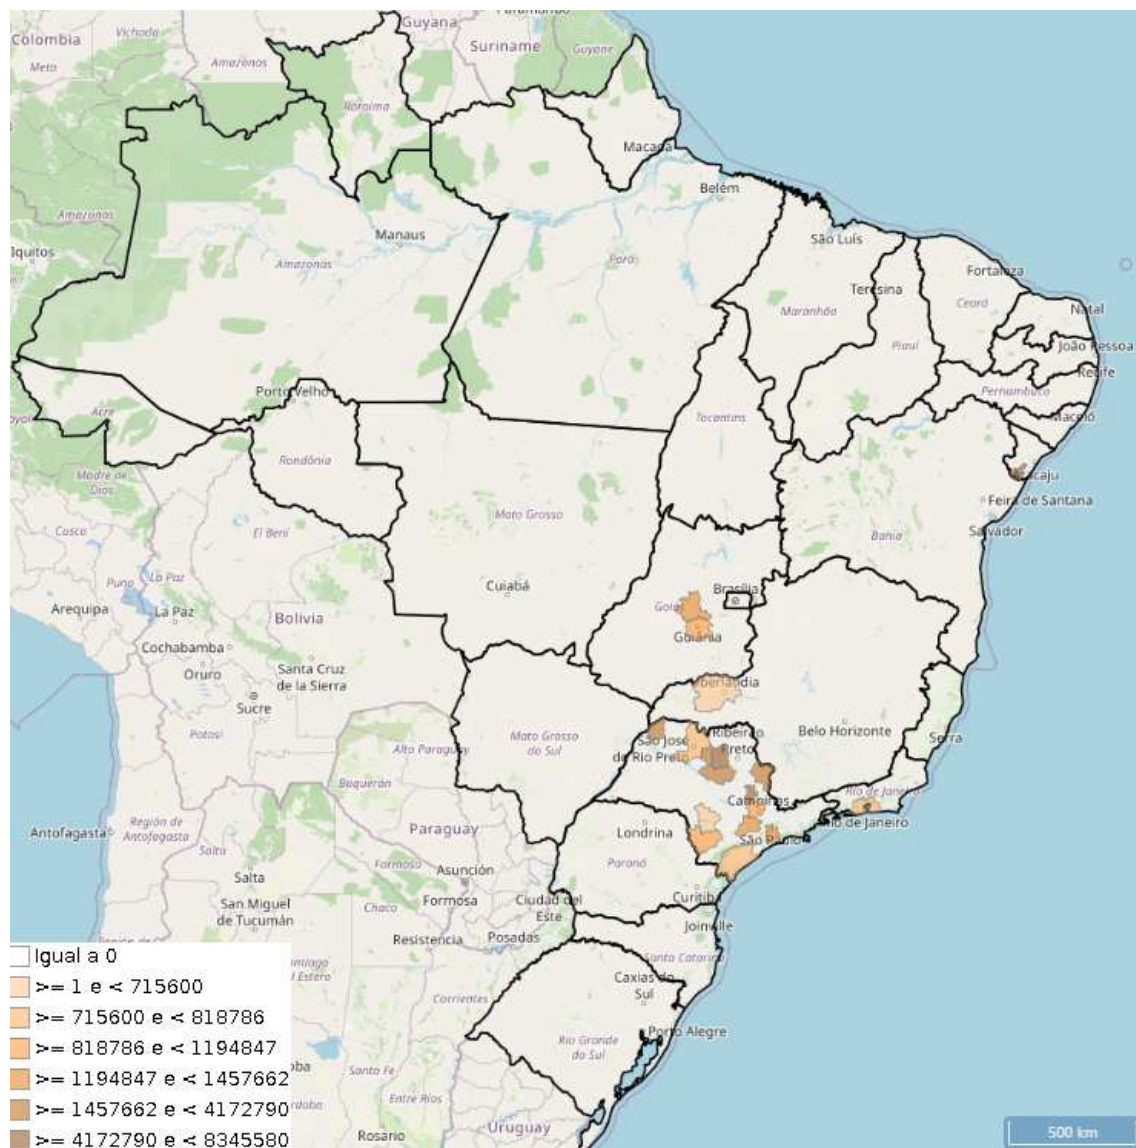 Paramaribo
Guyana
Colombia
Vichada
Suriname
Guyane
Meta
Amazonas
Roraima
Macapá
Belém
Amazonas
Iquitos
Manaus
Amazonas
Pará
São Luís
Fortaleza
Teresina
Ceará
Maranhão
Natal
Piauí
João Pessoa
Recife
Porto Velho
Acre
Pernambuco
Maceió
Tocantins
Rondônia
Madre de
Dios
Feira de Santana
Mato Grosso
Cusco
El Beni
Salvador
Bahia
Puno
La Paz
Cuiabá
Brasília
Arequipa
La Paz
Bolivia
Goiânia
Cochabamba
Oruro
Santa Cruz
de la Sierra
Sucre
Potosí
Mato Grosso
do Sul
Alto Paraguay
São José
do Rio Preto
Ribeirão
Preto
Belo Horizonte
Serra
Boquerón
Rio de Janeiro
Campinas
Antofagasta
Región de
Antofagasta
Paraguay
Londrina
São Paulo
Salta
Paraná
Formosa
Asunción
Salta
Chaco
Formosa
Ciudad del
Este
San Miguel
de Tucumán
Resistencia
Posadas
Joinville
Santa Catarina
Caxias do
Sul
Corrientes
Porto Alegre
Rio Grande
do Sul
Santa Fe
Entre Ríos
Rosario
Uruguay
Igual a 0
>= 1 e < 715600
>= 715600 e < 818786
>= 818786 e < 1194847
>= 1194847 e < 1457662
>= 1457662 e < 4172790
>= 4172790 e < 8345580
500 km